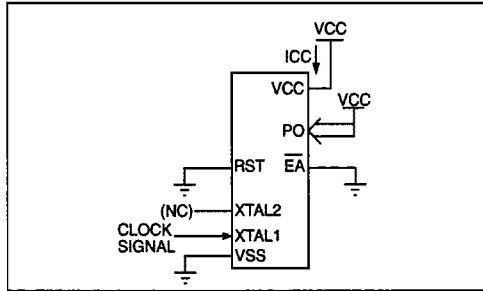 VCC
ICC
VCC
VCC
PO
RST
EA
(NC)
XTAL2
CLOCK
SIGNAL
XTAL1
VSS